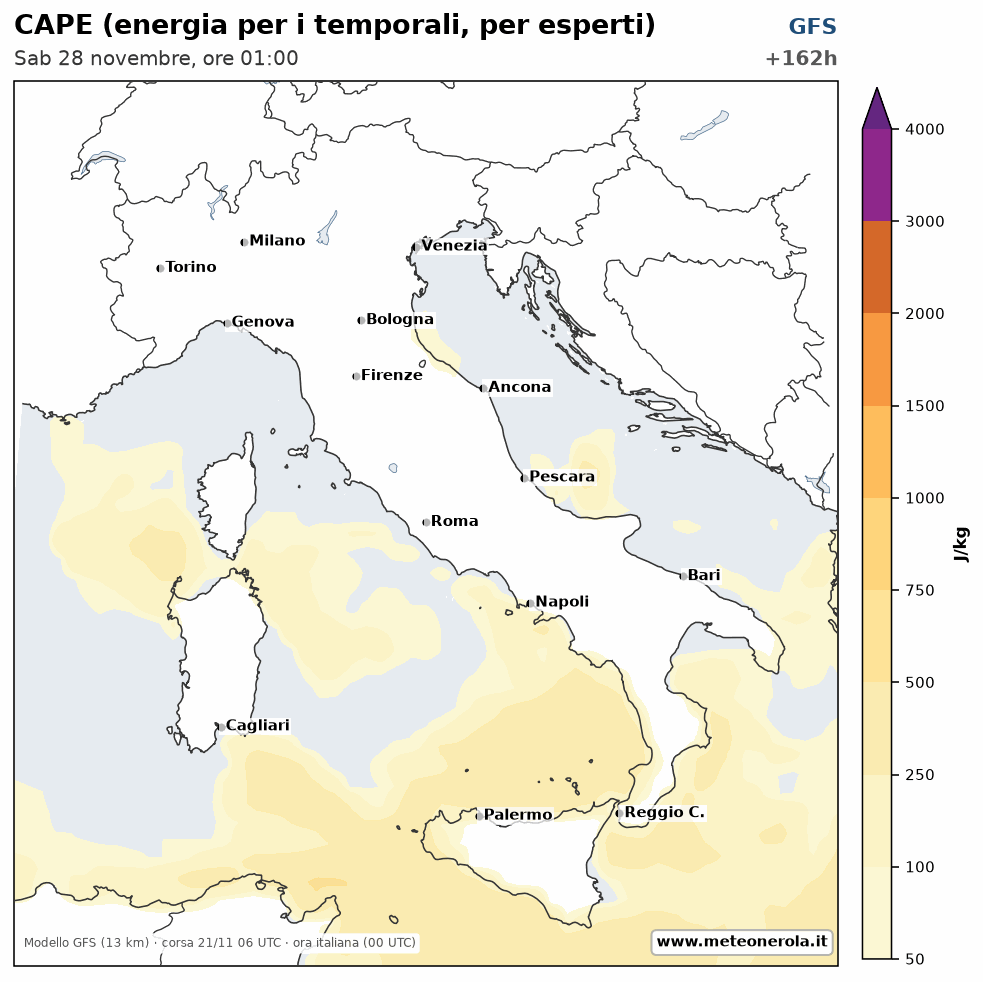 CAPE (energia per i temporali, per esperti)
GFS
Sab 28 novembre, ore 01:00
+162h
4000
3000
2000
1500
1000
750
500
250
100
50
J/kg
Milano
Venezia
Torino
Genova
Bologna
Firenze
Ancona
Pescara
Roma
Bari
Napoli
Cagliari
Palermo
Reggio C.
Modello GFS (13 km) · corsa 21/11 06 UTC · ora italiana (00 UTC)
www.meteonerola.it